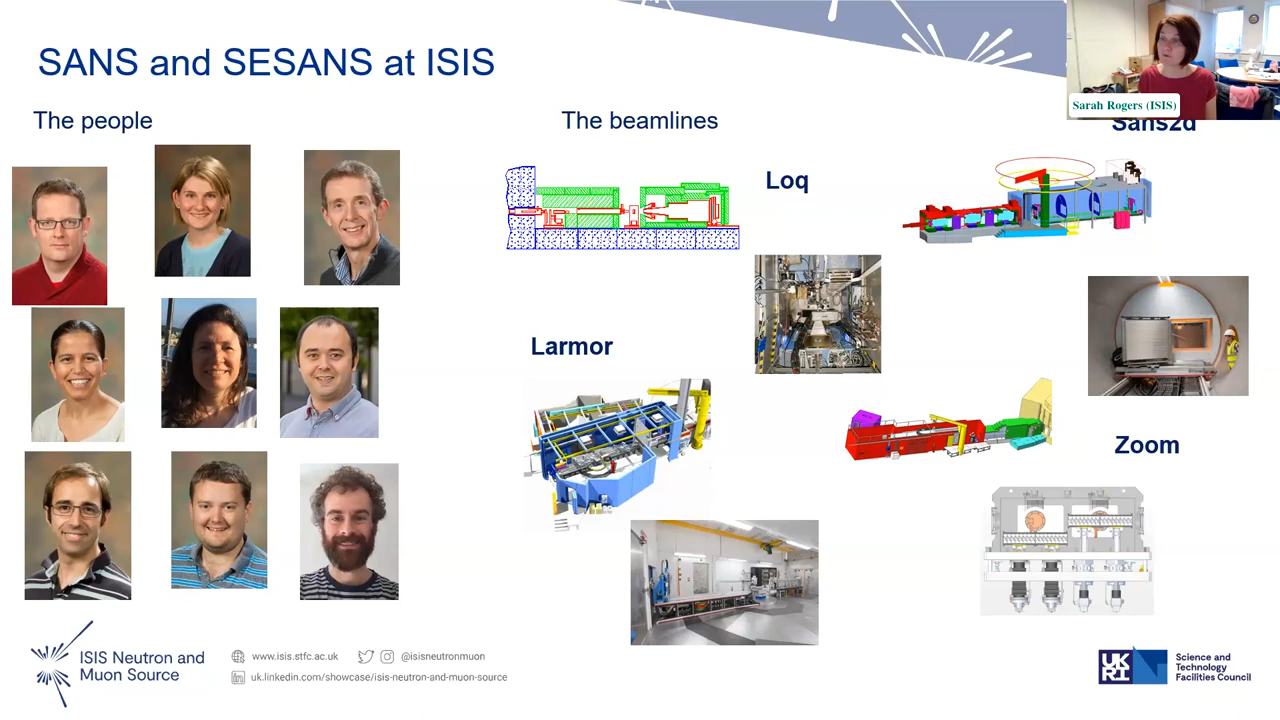 SANS and SESANS at ISIS
Sarah Rogers (ISIS)
The people
The beamlines
Sans2d
Loq
Larmor
Zoom
ISIS Neutron and
Muon Source
www.isis.stfc.ac.uk
@isisneutronmuon
uk.linkedin.com/showcase/isis-neutron-and-muon-source
UK
RI
Science and
Technology
Facilities Council